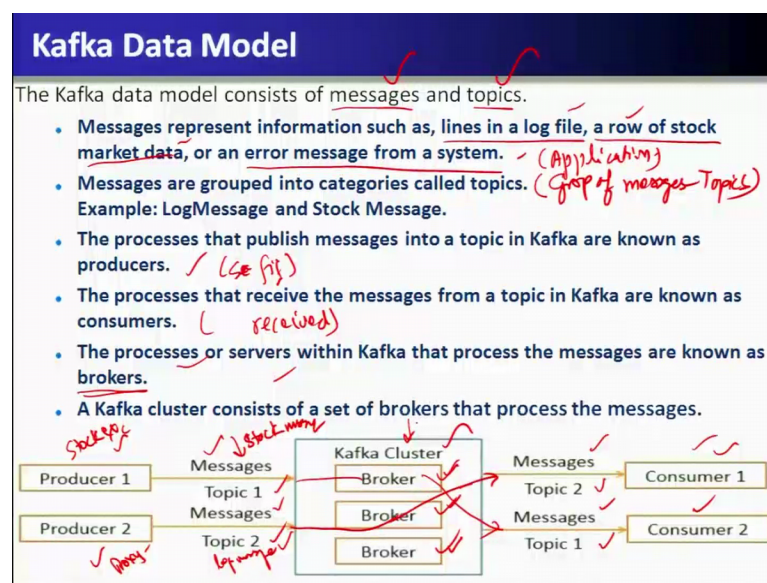 Kafka Data Model
The Kafka data model consists of messages and topics.
• Messages represent information such as, lines in a log file, a row of stock
market data, or an error message from a system. (Application)
• Messages are grouped into categories called topics. (Group of messages Topics)
Example: LogMessage and Stock Message.
• The processes that publish messages into a topic in Kafka are known as
producers.
• The processes that receive the messages from a topic in Kafka are known as
consumers. ( received)
• The processes or servers within Kafka that process the messages are known as
brokers.
• A Kafka cluster consists of a set of brokers that process the messages.
Producer 1
Messages
Topic 1
Producer 2
Messages
Topic 2
Kafka Cluster
Broker
Broker
Broker
Messages
Topic 2
Consumer 1
Messages
Topic 1
Consumer 2